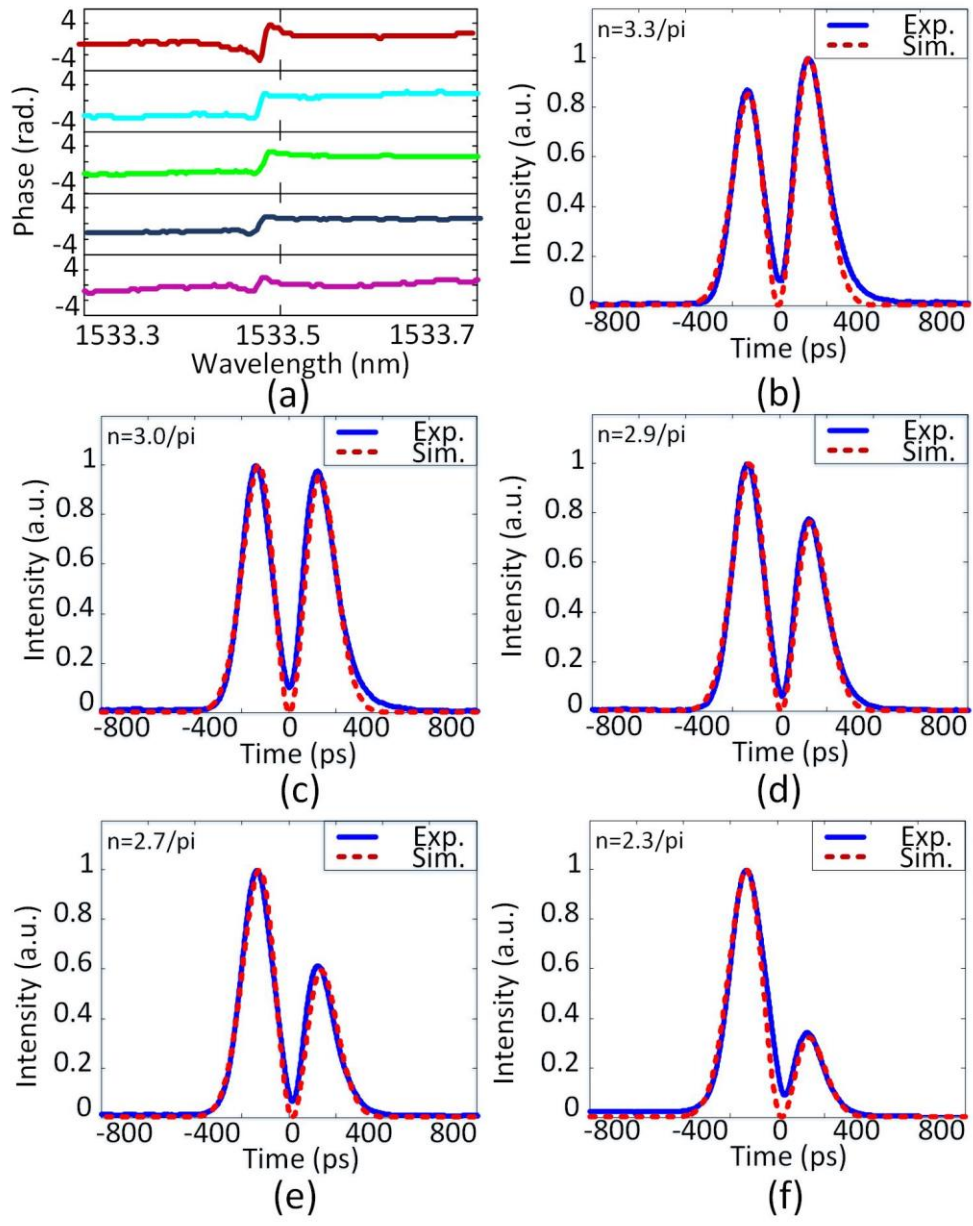 4
-4
4
-4
4
-4
4
-4
4
-4
Phase (rad.)
1533.3 1533.5 1533.7
Wavelength (nm)
(a)
n=3.3/pi
Exp.
Sim.
1
0.8
0.6
0.4
0.2
0
Intensity (a.u.)
-800 -400 0 400 800
Time (ps)
(b)
n=3.0/pi
Exp.
Sim.
1
0.8
0.6
0.4
0.2
0
Intensity (a.u.)
-800 -400 0 400 800
Time (ps)
(c)
n=2.9/pi
Exp.
Sim.
1
0.8
0.6
0.4
0.2
0
Intensity (a.u.)
-800 -400 0 400 800
Time (ps)
(d)
n=2.7/pi
Exp.
Sim.
1
0.8
0.6
0.4
0.2
0
Intensity (a.u.)
-800 -400 0 400 800
Time (ps)
(e)
n=2.3/pi
Exp.
Sim.
1
0.8
0.6
0.4
0.2
0
Intensity (a.u.)
-800 -400 0 400 800
Time (ps)
(f)